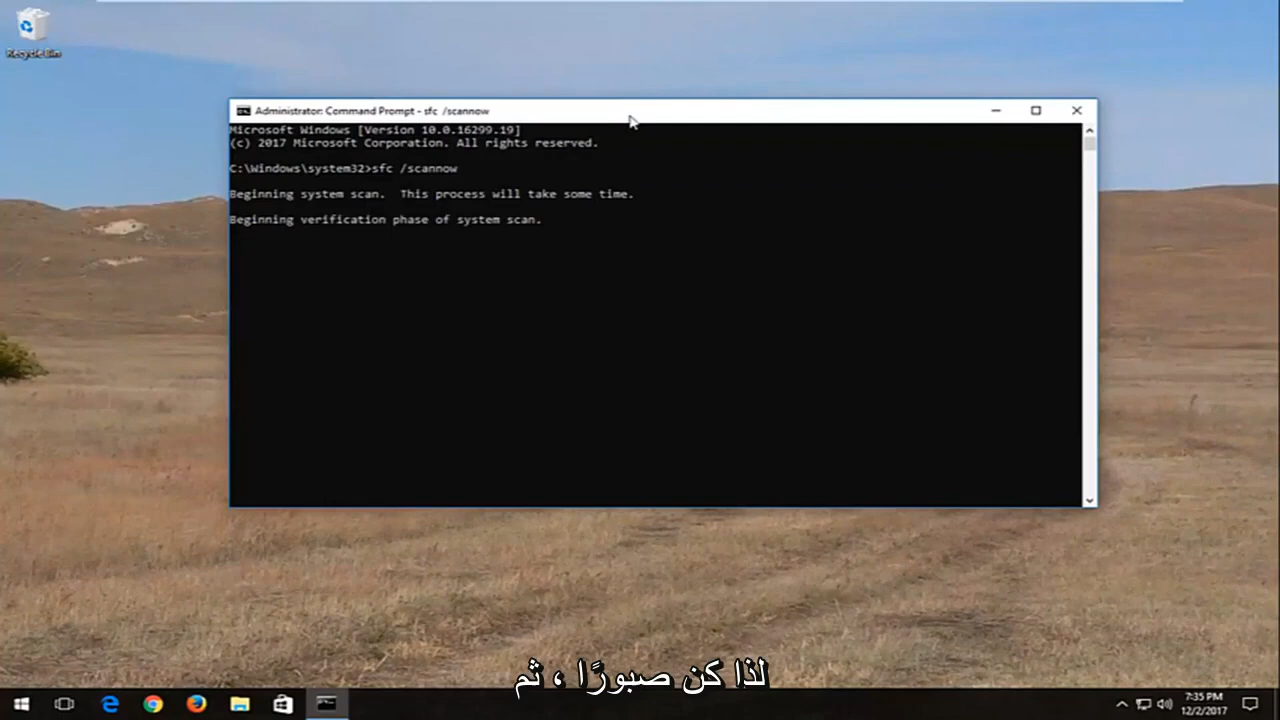 Recycle Bin
Administrator: Command Prompt - sfc /scannow
Microsoft Windows [Version 10.0.16299.19]
(c) 2017 Microsoft Corporation. All rights reserved.
C:\Windows\system32>sfc /scannow
Beginning system scan.  This process will take some time.
Beginning verification phase of system scan.
لذا كن صبورًا ، ثم
7:35 PM
12/2/2017